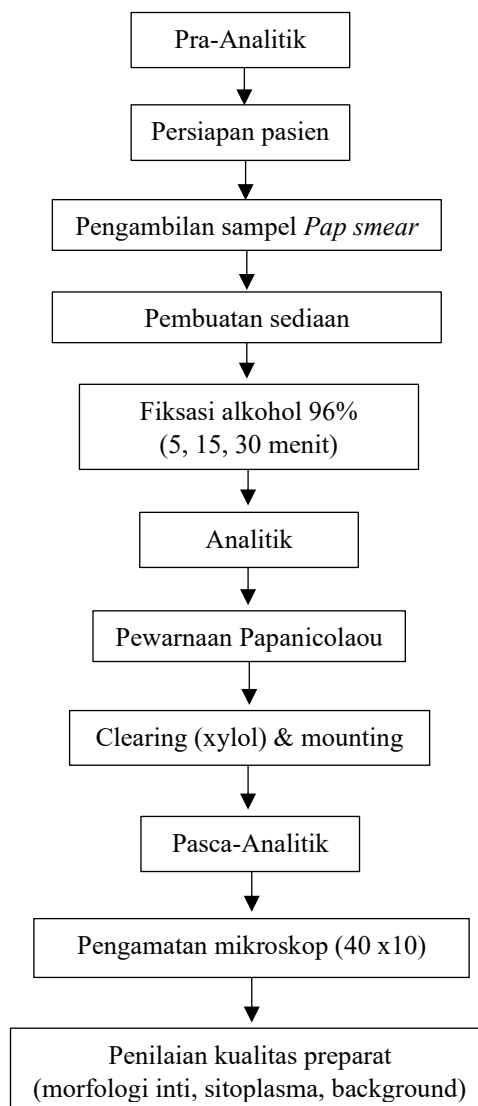 Pra-Analitik
Persiapan pasien
Pengambilan sampel Pap smear
Pembuatan sediaan
Fiksasi alkohol 96%
(5, 15, 30 menit)
Analitik
Pewarnaan Papanicolaou
Clearing (xylol) & mounting
Pasca-Analitik
Pengamatan mikroskop (40 x10)
Penilaian kualitas preparat
(morfologi inti, sitoplasma, background)